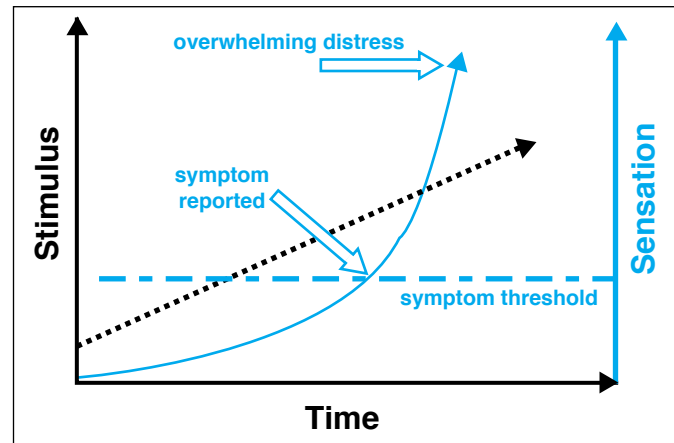 overwhelming distress
symptom
reported
symptom threshold
Stimulus
Sensation
Time